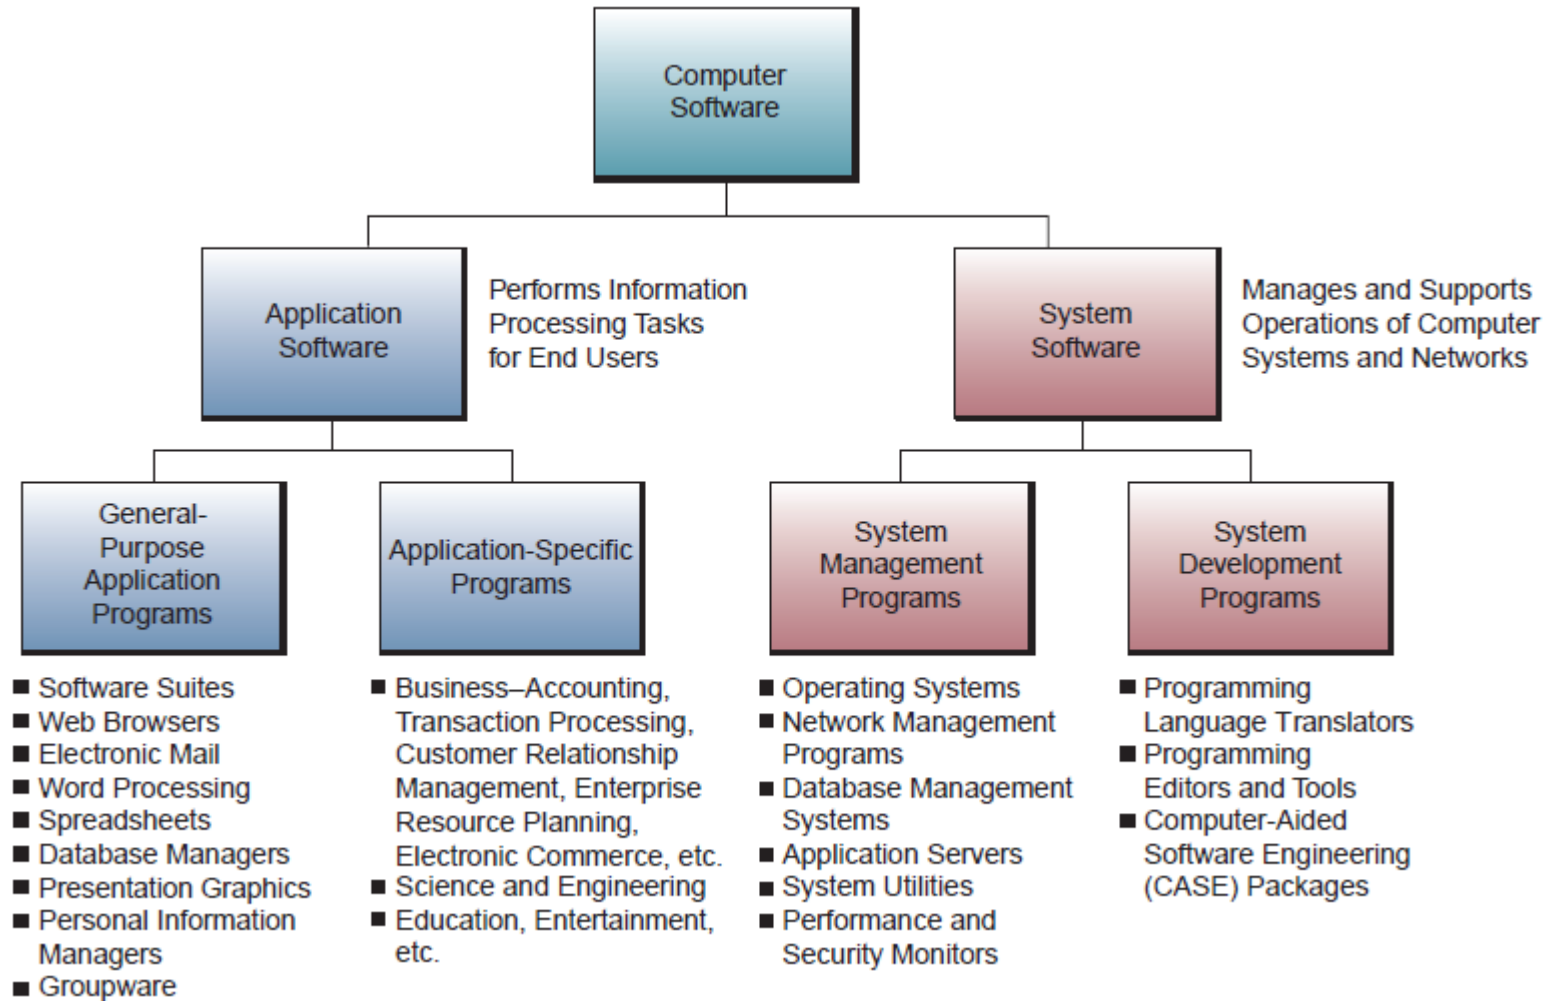 Computer
Software
Application
Software
Performs Information
Processing Tasks
for End Users
System
Software
Manages and Supports
Operations of Computer
Systems and Networks
General-
Purpose
Application
Programs
Application-Specific
Programs
System
Management
Programs
System
Development
Programs
■ Software Suites
■ Web Browsers
■ Electronic Mail
■ Word Processing
■ Spreadsheets
■ Database Managers
■ Presentation Graphics
■ Personal Information
Managers
■ Groupware
■ Business–Accounting,
Transaction Processing,
Customer Relationship
Management, Enterprise
Resource Planning,
Electronic Commerce, etc.
■ Science and Engineering
■ Education, Entertainment,
etc.
■ Operating Systems
■ Network Management
Programs
■ Database Management
Systems
■ Application Servers
■ System Utilities
■ Performance and
Security Monitors
■ Programming
Language Translators
■ Programming
Editors and Tools
■ Computer-Aided
Software Engineering
(CASE) Packages